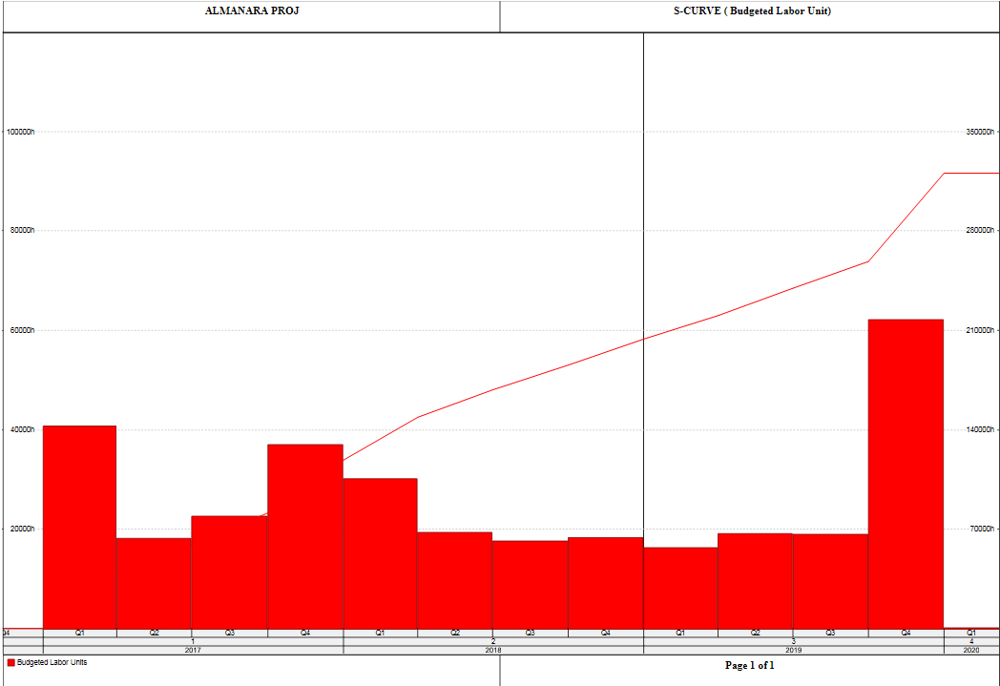 ALMANARA PROJ
S-CURVE ( Budgeted Labor Unit)
100000h 350000h
80000h 280000h
60000h 210000h
40000h 140000h
20000h 70000h
Q4 Q1 Q2 Q3 Q4 Q1 Q2 Q3 Q4 Q1 Q2 Q3 Q4 Q1
1 2 3 4
2017 2018 2019 2020
Budgeted Labor Units
Page 1 of 1